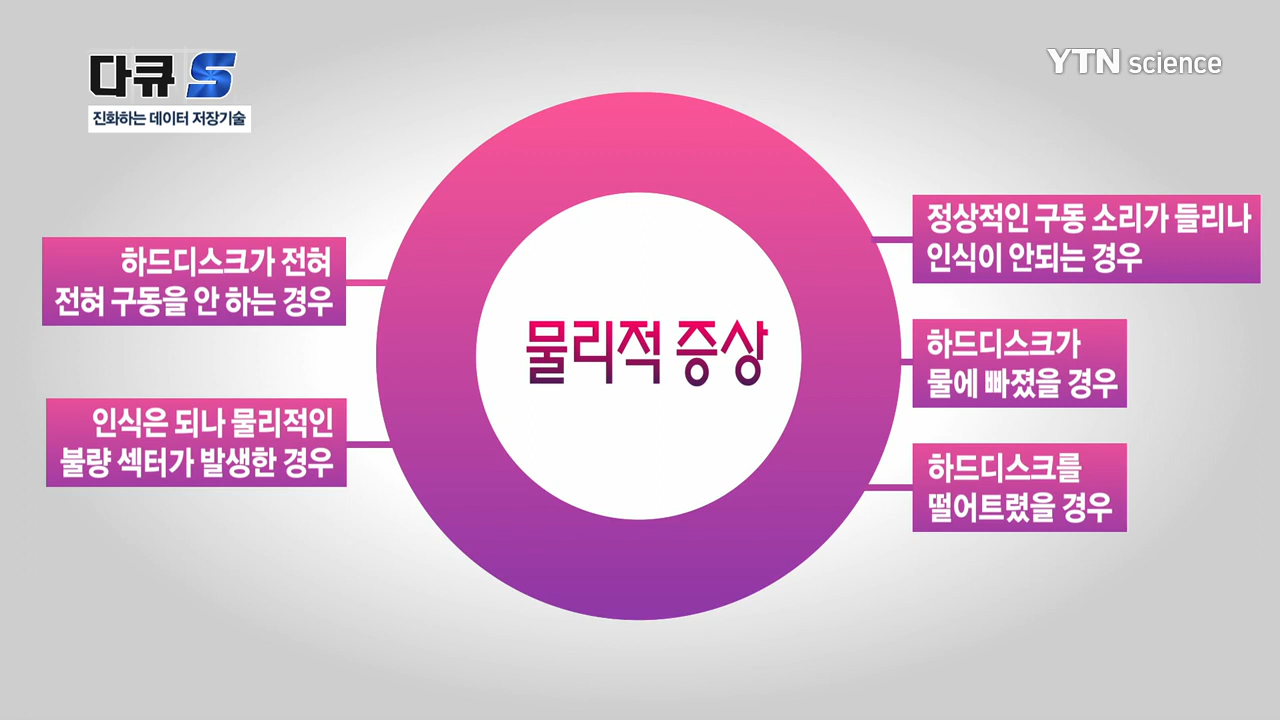 다큐 S
진화하는 데이터 저장기술
YTN science
하드디스크가 전혀
전혀 구동을 안 하는 경우
인식은 되나 물리적인
불량 섹터가 발생한 경우
물리적 증상
정상적인 구동 소리가 들리나
인식이 안되는 경우
하드디스크가
물에 빠졌을 경우
하드디스크를
떨어트렸을 경우